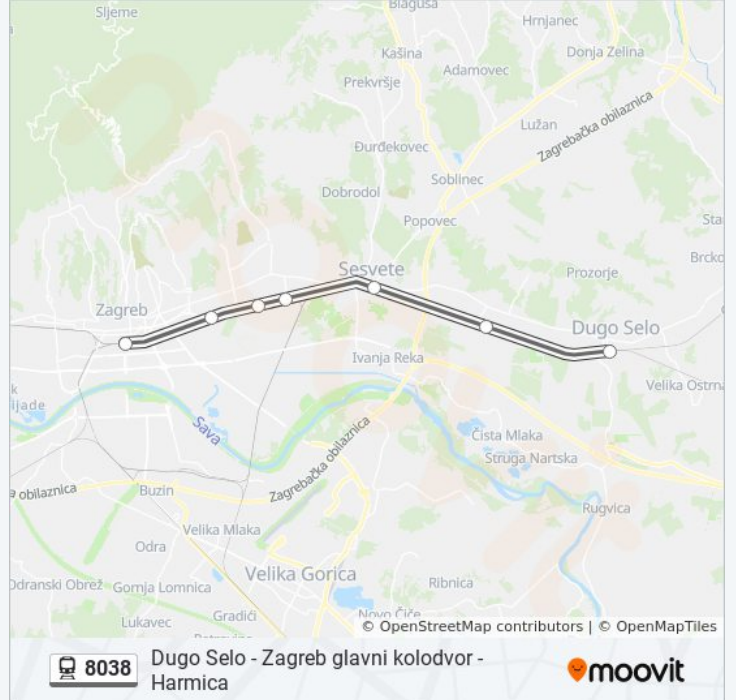 Blaguša
Sljeme
Hrnjanec
Kašina
Donja Zelina
Adamovec
Prekvršje
Zagrebačka obilaznica
Lužan
Đurđekovec
Soblinec
Dobrodol
Popovec
Sta
Brcko
Sesvete
Prozorje
Zagreb
Dugo Selo
Ivanja Reka
Velika Ostrna
k
ljade
Sava
Čista Mlaka
Struga Nartska
Zagrebačka obilaznica
a obilaznica
Buzin
Rugvica
Velika Mlaka
Odra
Velika Gorica
Odranski Obrež
Gornja Lomnica
Ribnica
Novo Čiče
Gradići
Lukavec
© OpenStreetMap contributors | © OpenMapTiles
8038
Dugo Selo - Zagreb glavni kolodvor -
Harmica
moovit